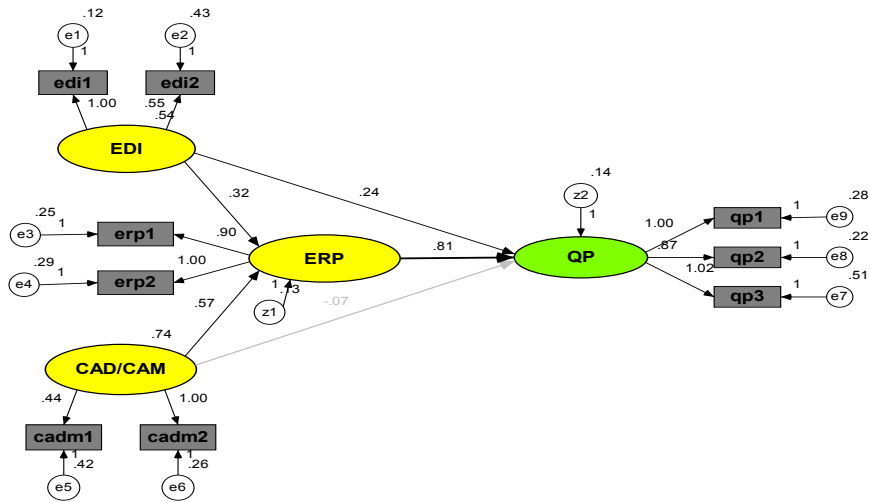 .12 .43
e1 e2
1 1
edi1 edi2
1.00 .55
.54
EDI
.14
z2
.32 .24
1
.25 .28
1 1
e3 erp1 .90 1.00 qp1 e9
.81 .87 .22
ERP QP 1
.29 qp2 e8
1 1.00 1.02 .51
e4 erp2 1 .13 1
qp3 e7
.57 z1 -.07
.74
CAD/CAM
.44 1.00
cadm1 cadm2
1 1
.42 .26
e5 e6